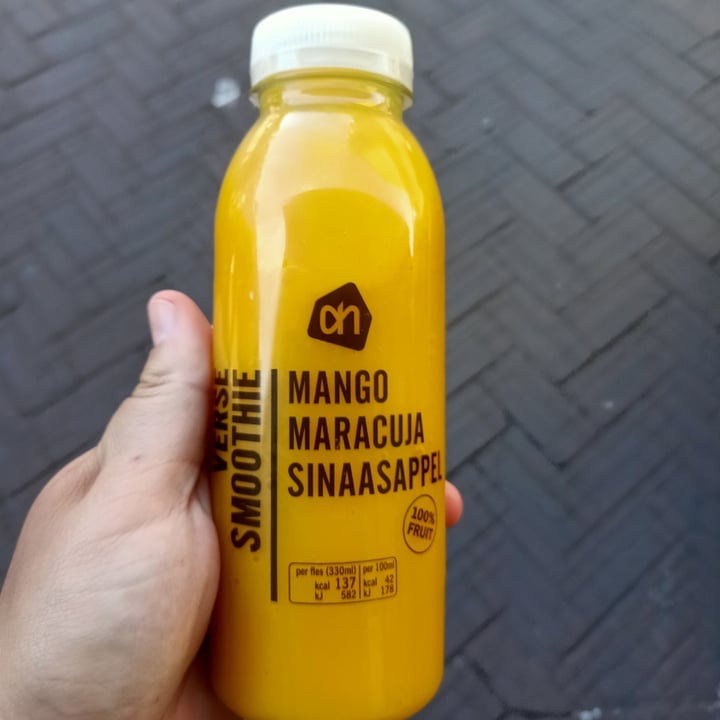 ah
VERSE
SMOOTHIE
MANGO
MARACUJA
SINAASAPPEL
100%
FRUIT
per fles (330ml) per 100ml
kcal 137 kcal 42
kJ 582 kJ 178